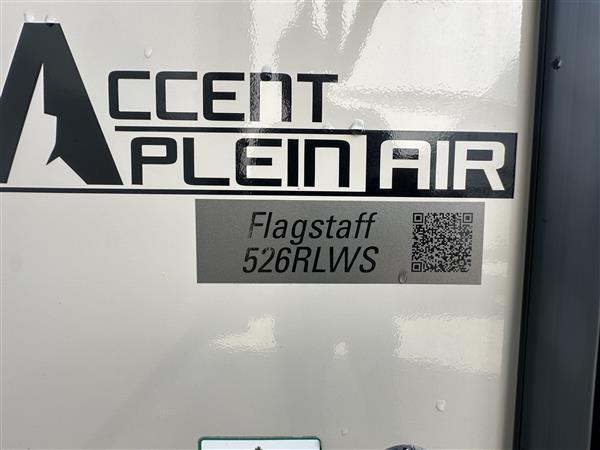 ACCENT
PLEIN AIR
Flagstaff
526RLWS